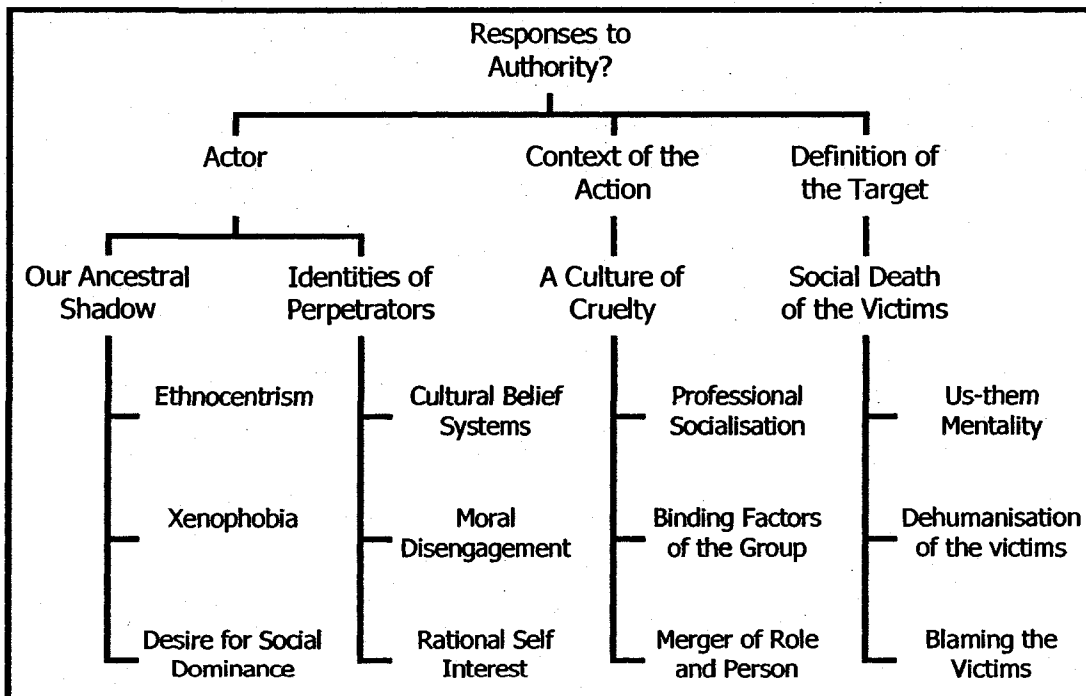 Responses to
Authority?
Actor
Context of the
Action
Definition of
the Target
Our Ancestral
Shadow
Identities of
Perpetrators
A Culture of
Cruelty
Social Death
of the Victims
Ethnocentrism
Cultural Belief
Systems
Professional
Socialisation
Us-them
Mentality
Xenophobia
Moral
Disengagement
Binding Factors
of the Group
Dehumanisation
of the victims
Desire for Social
Dominance
Rational Self
Interest
Merger of Role
and Person
Blaming the
Victims